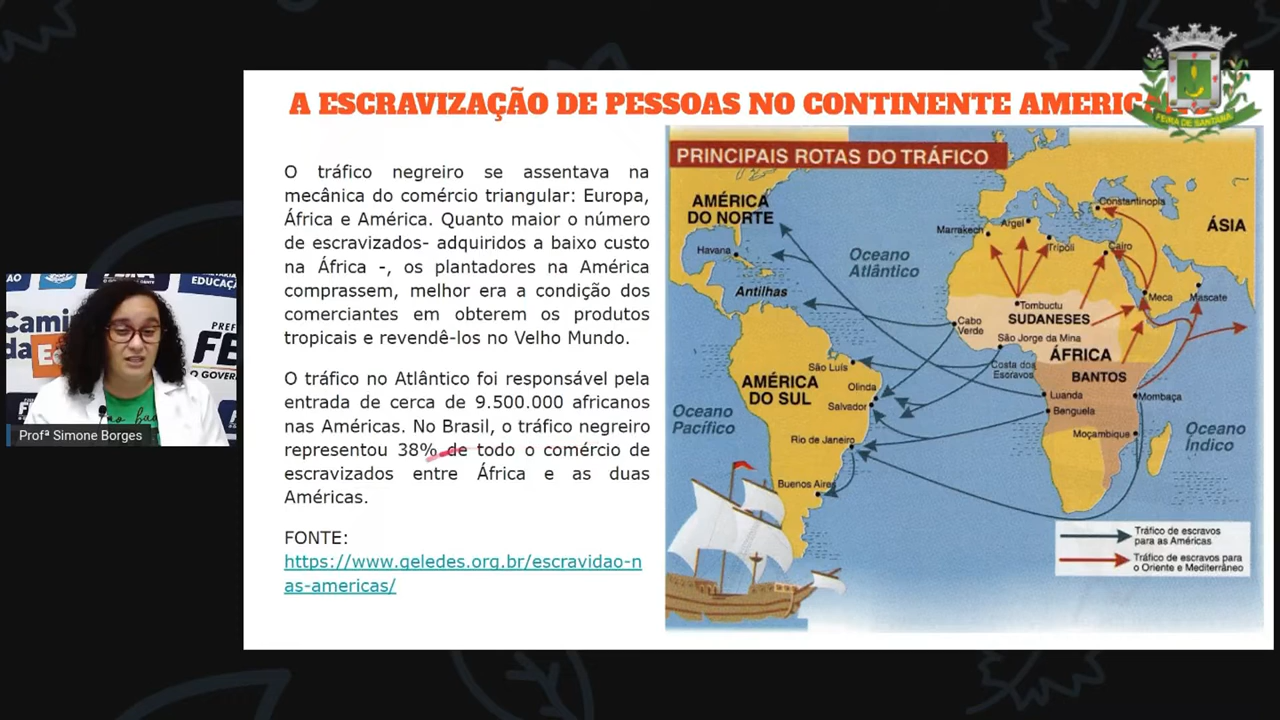 A ESCRAVIZAÇÃO DE PESSOAS NO CONTINENTE
FEIRA DE SANTANA
O tráfico negreiro se assentava na
mecânica do comércio triangular: Europa,
África e América. Quanto maior o número
de escravizados- adquiridos a baixo custo
na África -, os plantadores na América
comprassem, melhor era a condição dos
comerciantes em obterem os produtos
tropicais e revendê-los no Velho Mundo.
O tráfico no Atlântico foi responsável pela
entrada de cerca de 9.500.000 africanos
nas Américas. No Brasil, o tráfico negreiro
representou 38% de todo o comércio de
escravizados entre África e as duas
Américas.
FONTE:
https://www.geledes.org.br/escravidao-n
as-americas/
PRINCIPAIS ROTAS DO TRÁFICO
AMÉRICA
DO NORTE
Havana
Antilhas
Oceano
Atlântico
Marrakech
Argel
Trípoli
Constantinopla
Cairo
ÁSIA
Meca
Mascate
Tombuctu
SUDANESES
Cabo
Verde
São Jorge da Mina
ÁFRICA
Costa dos
Escravos
BANTOS
São Luís
Olinda
Salvador
AMÉRICA
DO SUL
Luanda
Benguela
Mombaça
Moçambique
Oceano
Pacífico
Rio de Janeiro
Buenos Aires
Oceano
Índico
Tráfico de escravos
para as Américas
Tráfico de escravos para
o Oriente e Mediterrâneo
EDUCAÇÃ
Cami
da E
PREF
FE
O GOVER
Profª Simone Borges